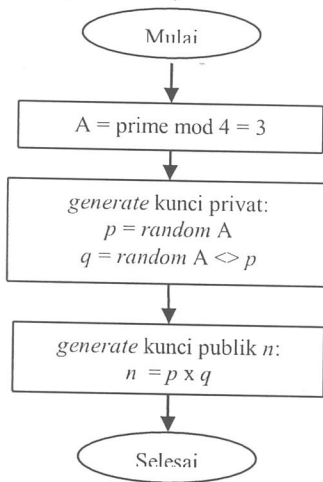 Mulai
A = prime mod 4 = 3
generate kunci privat:
p = random A
q = random A <> p
generate kunci publik n:
n = p x q
Selesai